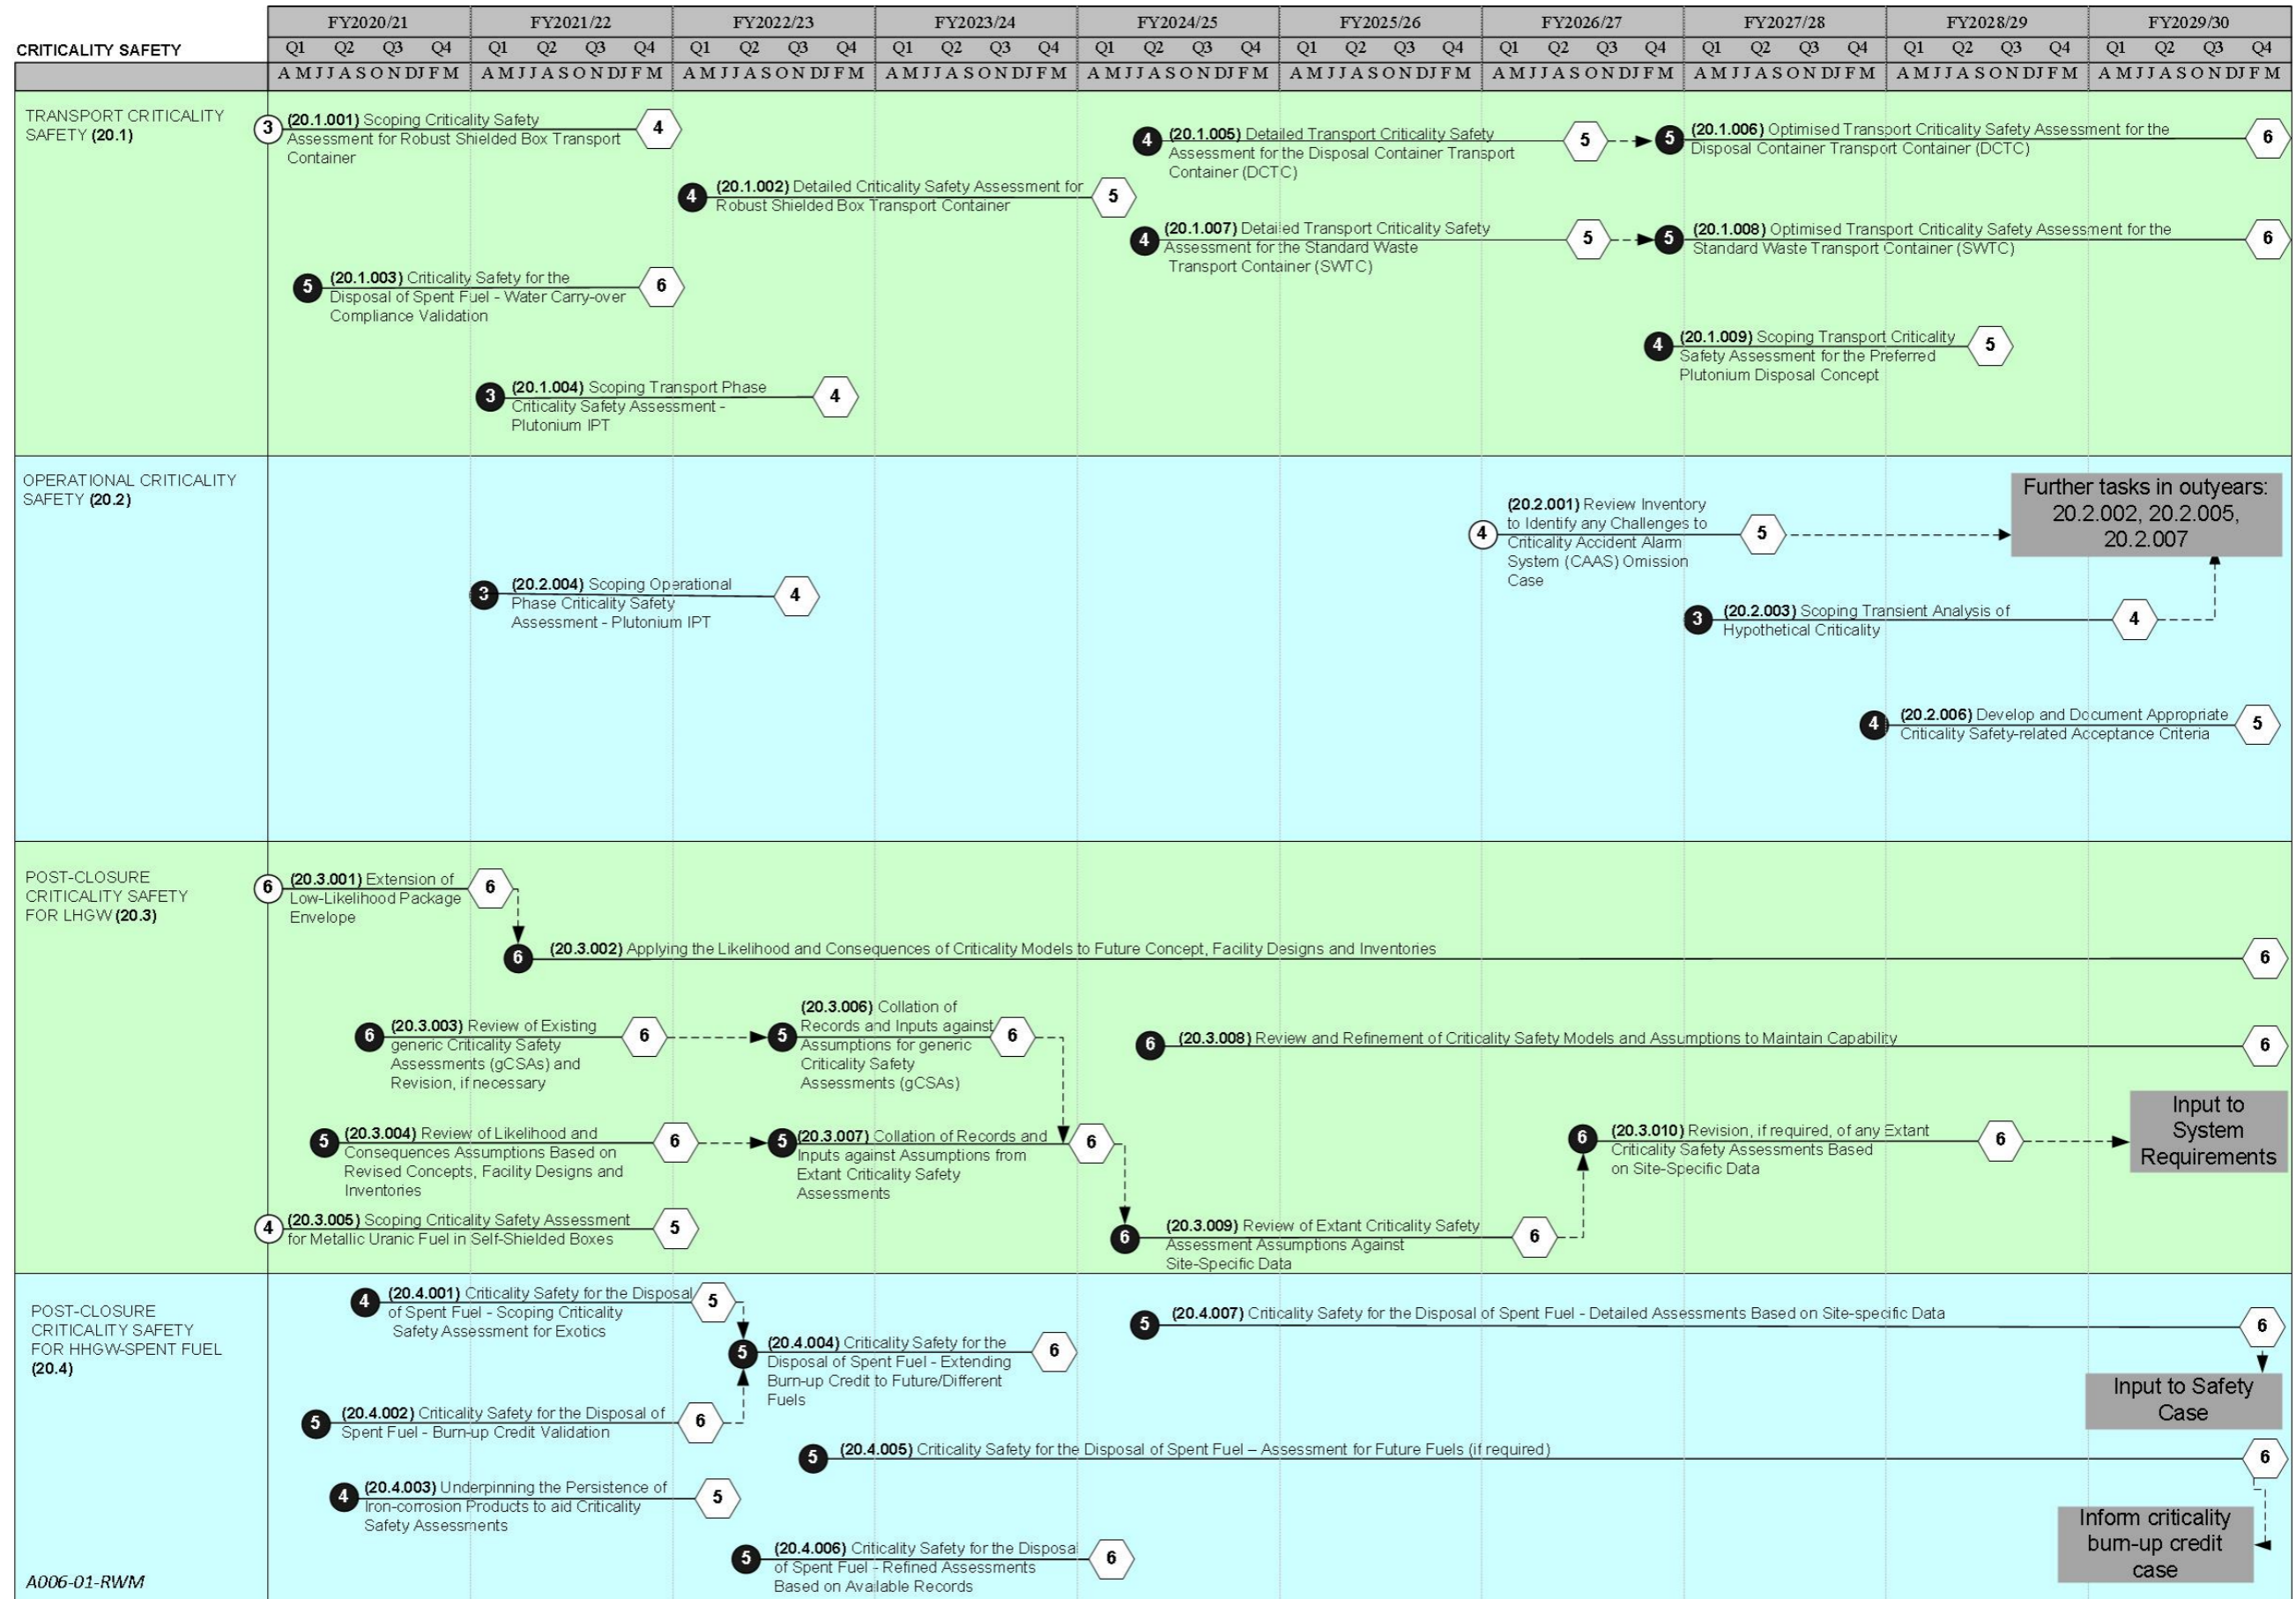 CRITICALITY SAFETY
FY2020/21 FY2021/22 FY2022/23 FY2023/24 FY2024/25 FY2025/26 FY2026/27 FY2027/28 FY2028/29 FY2029/30
Q1 Q2 Q3 Q4 Q1 Q2 Q3 Q4 Q1 Q2 Q3 Q4 Q1 Q2 Q3 Q4 Q1 Q2 Q3 Q4 Q1 Q2 Q3 Q4 Q1 Q2 Q3 Q4 Q1 Q2 Q3 Q4 Q1 Q2 Q3 Q4 Q1 Q2 Q3 Q4
A M J J A S O N D J F M A M J J A S O N D J F M A M J J A S O N D J F M A M J J A S O N D J F M A M J J A S O N D J F M A M J J A S O N D J F M A M J J A S O N D J F M A M J J A S O N D J F M A M J J A S O N D J F M A M J J A S O N D J F M
TRANSPORT CRITICALITY
SAFETY (20.1)
3
(20.1.001) Scoping Criticality Safety
Assessment for Robust Shielded Box Transport
Container
4
4
(20.1.005) Detailed Transport Criticality Safety
Assessment for the Disposal Container Transport
Container (DCTC)
5
5
(20.1.006) Optimised Transport Criticality Safety Assessment for the
Disposal Container Transport Container (DCTC)
6
4
(20.1.002) Detailed Criticality Safety Assessment for
Robust Shielded Box Transport Container
5
4
(20.1.007) Detailed Transport Criticality Safety
Assessment for the Standard Waste
Transport Container (SWTC)
5
5
(20.1.008) Optimised Transport Criticality Safety Assessment for the
Standard Waste Transport Container (SWTC)
6
5
(20.1.003) Criticality Safety for the
Disposal of Spent Fuel - Water Carry-over
Compliance Validation
6
4
(20.1.009) Scoping Transport Criticality
Safety Assessment for the Preferred
Plutonium Disposal Concept
5
3
(20.1.004) Scoping Transport Phase
Criticality Safety Assessment -
Plutonium IPT
4
OPERATIONAL CRITICALITY
SAFETY (20.2)
4
(20.2.001) Review Inventory
to Identify any Challenges to
Criticality Accident Alarm
System (CAAS) Omission
Case
5
Further tasks in outyears:
20.2.002, 20.2.005,
20.2.007
3
(20.2.004) Scoping Operational
Phase Criticality Safety
Assessment - Plutonium IPT
4
3
(20.2.003) Scoping Transient Analysis of
Hypothetical Criticality
4
4
(20.2.006) Develop and Document Appropriate
Criticality Safety-related Acceptance Criteria
5
POST-CLOSURE
CRITICALITY SAFETY
FOR LHGW (20.3)
6
(20.3.001) Extension of
Low-Likelihood Package
Envelope
6
6
(20.3.002) Applying the Likelihood and Consequences of Criticality Models to Future Concept, Facility Designs and Inventories
6
6
(20.3.003) Review of Existing
generic Criticality Safety
Assessments (gCSAs) and
Revision, if necessary
6
5
(20.3.006) Collation of
Records and Inputs against
Assumptions for generic
Criticality Safety
Assessments (gCSAs)
6
6
(20.3.008) Review and Refinement of Criticality Safety Models and Assumptions to Maintain Capability
6
5
(20.3.004) Review of Likelihood and
Consequences Assumptions Based on
Revised Concepts, Facility Designs and
Inventories
6
5
(20.3.007) Collation of Records and
Inputs against Assumptions from
Extant Criticality Safety
Assessments
6
6
(20.3.010) Revision, if required, of any Extant
Criticality Safety Assessments Based
on Site-Specific Data
6
Input to
System
Requirements
4
(20.3.005) Scoping Criticality Safety Assessment
for Metallic Uranic Fuel in Self-Shielded Boxes
5
6
(20.3.009) Review of Extant Criticality Safety
Assessment Assumptions Against
Site-Specific Data
6
POST-CLOSURE
CRITICALITY SAFETY
FOR HHGW-SPENT FUEL
(20.4)
4
(20.4.001) Criticality Safety for the Disposal
of Spent Fuel - Scoping Criticality
Safety Assessment for Exotics
5
5
(20.4.004) Criticality Safety for the
Disposal of Spent Fuel - Extending
Burn-up Credit to Future/Different
Fuels
6
5
(20.4.007) Criticality Safety for the Disposal of Spent Fuel - Detailed Assessments Based on Site-specific Data
6
Input to Safety
Case
5
(20.4.002) Criticality Safety for the Disposal of
Spent Fuel - Burn-up Credit Validation
6
5
(20.4.005) Criticality Safety for the Disposal of Spent Fuel – Assessment for Future Fuels (if required)
6
4
(20.4.003) Underpinning the Persistence of
Iron-corrosion Products to aid Criticality
Safety Assessments
5
Inform criticality
burn-up credit
case
5
(20.4.006) Criticality Safety for the Disposal
of Spent Fuel - Refined Assessments
Based on Available Records
6
A006-01-RWM